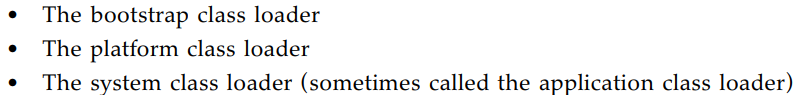 • The bootstrap class loader
• The platform class loader
• The system class loader (sometimes called the application class loader)